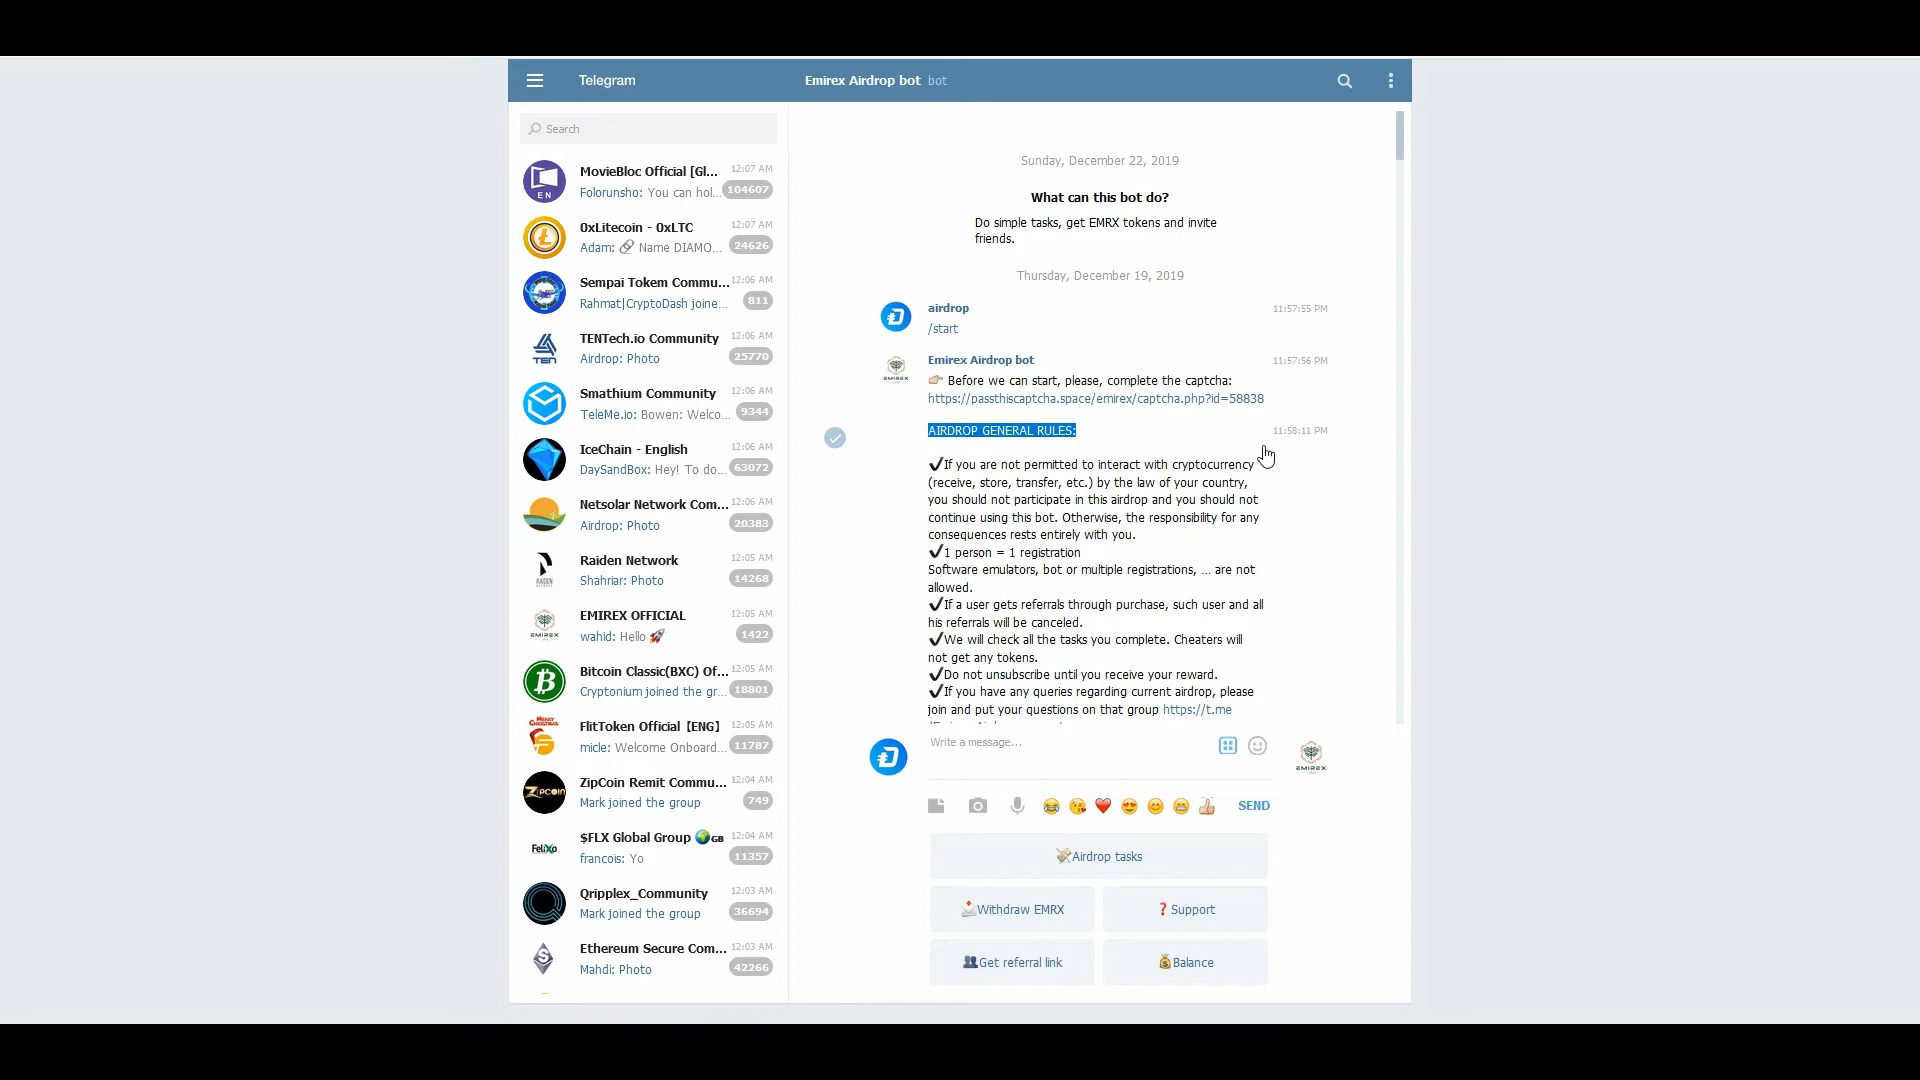 Telegram
Emirex Airdrop bot bot
Search
MovieBloc Official [Gl... 12:07 AM
Folorunsho: You can hol... 104607
0xLitecoin - 0xLTC 12:07 AM
Adam: Name DIAMO... 24626
Sempai Tokem Commu... 12:06 AM
Rahmat|CryptoDash joine... 811
TENTech.io Community 12:06 AM
Airdrop: Photo 25770
Smathium Community 12:06 AM
TeleMe.io: Bowen: Welco... 9344
IceChain - English 12:06 AM
DaySandBox: Hey! To do... 63072
Netsolar Network Com... 12:06 AM
Airdrop: Photo 20383
Raiden Network 12:05 AM
Shahriar: Photo 14268
EMIREX OFFICIAL 12:05 AM
wahid: Hello 🚀 1422
Bitcoin Classic(BXC) Of... 12:05 AM
Cryptonium joined the gr... 18801
FlitToken Official【ENG】 12:05 AM
micle: Welcome Onboard... 11787
ZipCoin Remit Commu... 12:04 AM
Mark joined the group 749
$FLX Global Group 🌍GB 12:04 AM
francois: Yo 11357
Qripplex_Community 12:03 AM
Mark joined the group 36694
Ethereum Secure Com... 12:03 AM
Mahdi: Photo 42266
EN
TEN
RAIDEN
EMIREX
MERRY
CHRISTMAS
ZIPCOIN
Felixo
Sunday, December 22, 2019
What can this bot do?
Do simple tasks, get EMRX tokens and invite
friends.
Thursday, December 19, 2019
airdrop 11:57:55 PM
/start
Emirex Airdrop bot 11:57:56 PM
EMIREX
👉 Before we can start, please, complete the captcha:
https://passthiscaptcha.space/emirex/captcha.php?id=58838
AIRDROP GENERAL RULES: 11:58:11 PM
✔If you are not permitted to interact with cryptocurrency
(receive, store, transfer, etc.) by the law of your country,
you should not participate in this airdrop and you should not
continue using this bot. Otherwise, the responsibility for any
consequences rests entirely with you.
✔1 person = 1 registration
Software emulators, bot or multiple registrations, ... are not
allowed.
✔If a user gets referrals through purchase, such user and all
his referrals will be canceled.
✔We will check all the tasks you complete. Cheaters will
not get any tokens.
✔Do not unsubscribe until you receive your reward.
✔If you have any queries regarding current airdrop, please
join and put your questions on that group https://t.me
Write a message...
EMIREX
SEND
Airdrop tasks
Withdraw EMRX
❓Support
Get referral link
Balance